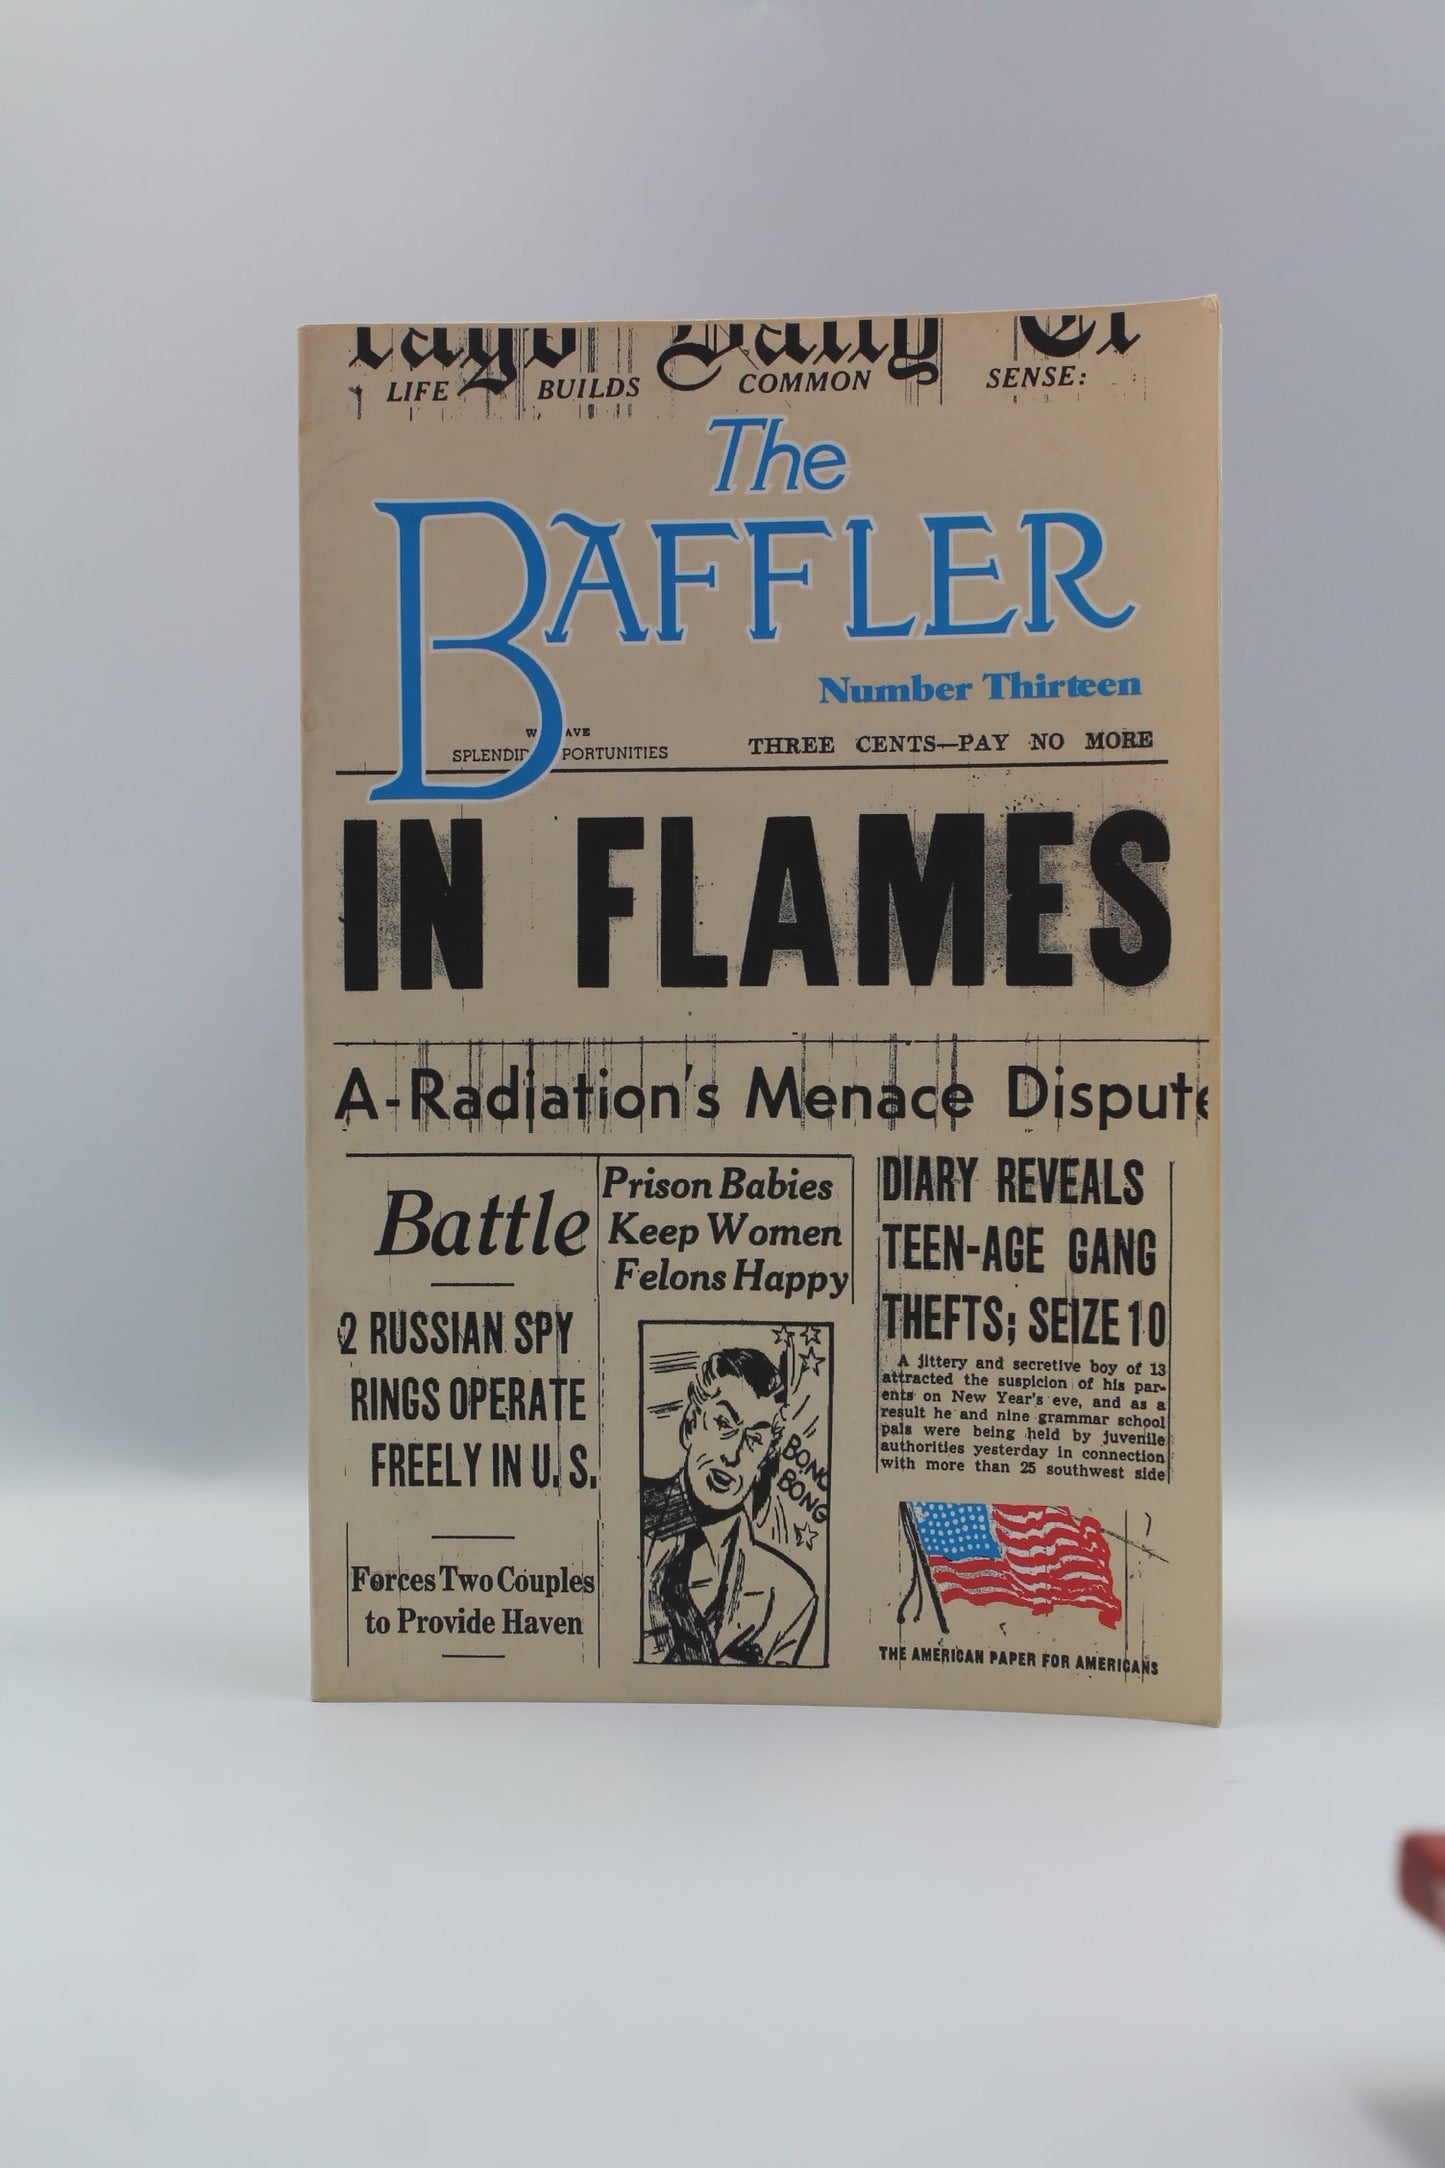 LIFE BUILDS COMMON SENSE:
The
BAFFLER
Number Thirteen
SPLENDID PORTUNITIES
THREE CENTS—PAY NO MORE
IN FLAMES
A-Radiation's Menace Dispute
Battle
2 RUSSIAN SPY
RINGS OPERATE
FREELY IN U.S.
Forces Two Couples
to Provide Haven
Prison Babies
Keep Women
Felons Happy
BONG
BONG
DIARY REVEALS
TEEN-AGE GANG
THEFTS; SEIZE 10
A jittery and secretive boy of 13
attracted the suspicion of his par-
ents on New Year's eve, and as a
result he and nine grammar school
pals were being held by juvenile
authorities yesterday in connection
with more than 25 southwest side
THE AMERICAN PAPER FOR AMERICANS